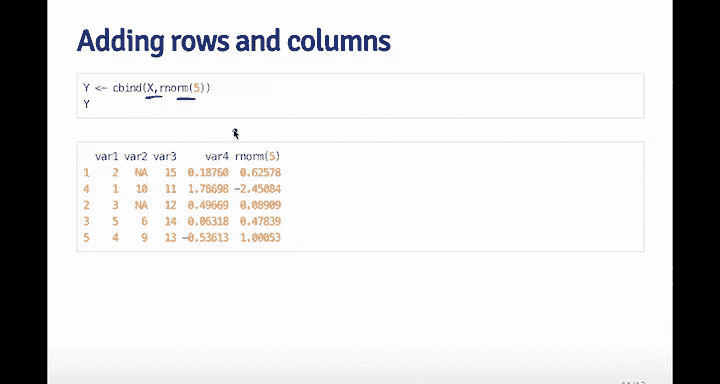 Adding rows and columns
Y <- cbind(X,rnorm(5))
Y
var1 var2 var3 var4 rnorm(5)
1 2 NA 15 0.18760 0.62578
4 1 10 11 1.78698 -2.45084
2 3 NA 12 0.49669 0.08909
3 5 6 14 0.06318 0.47839
5 4 9 13 -0.53613 1.00053